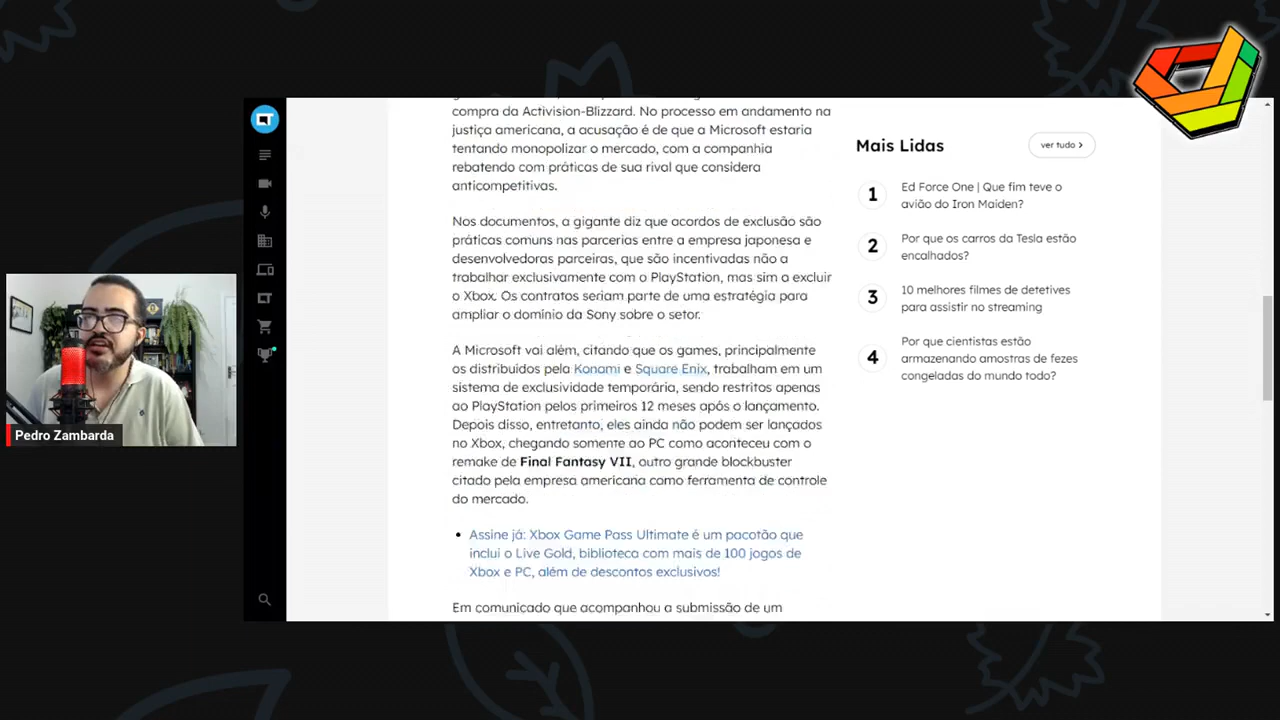 compra da Activision-Blizzard. No processo em andamento na
justiça americana, a acusação é de que a Microsoft estaria
tentando monopolizar o mercado, com a companhia
rebatendo com práticas de sua rival que considera
anticompetitivas.
Nos documentos, a gigante diz que acordos de exclusão são
práticas comuns nas parcerias entre a empresa japonesa e
desenvolvedoras parceiras, que são incentivadas não a
trabalhar exclusivamente com o PlayStation, mas sim a excluir
o Xbox. Os contratos seriam parte de uma estratégia para
ampliar o domínio da Sony sobre o setor.
A Microsoft vai além, citando que os games, principalmente
os distribuídos pela Konami e Square Enix, trabalham em um
sistema de exclusividade temporária, sendo restritos apenas
ao PlayStation pelos primeiros 12 meses após o lançamento.
Depois disso, entretanto, eles ainda não podem ser lançados
no Xbox, chegando somente ao PC como aconteceu com o
remake de Final Fantasy VII, outro grande blockbuster
citado pela empresa americana como ferramenta de controle
do mercado.
• Assine já: Xbox Game Pass Ultimate é um pacotão que
inclui o Live Gold, biblioteca com mais de 100 jogos de
Xbox e PC, além de descontos exclusivos!
Em comunicado que acompanhou a submissão de um
Mais Lidas
ver tudo >
1
Ed Force One | Que fim teve o
avião do Iron Maiden?
2
Por que os carros da Tesla estão
encalhados?
3
10 melhores filmes de detetives
para assistir no streaming
4
Por que cientistas estão
armazenando amostras de fezes
congeladas do mundo todo?
Pedro Zambarda